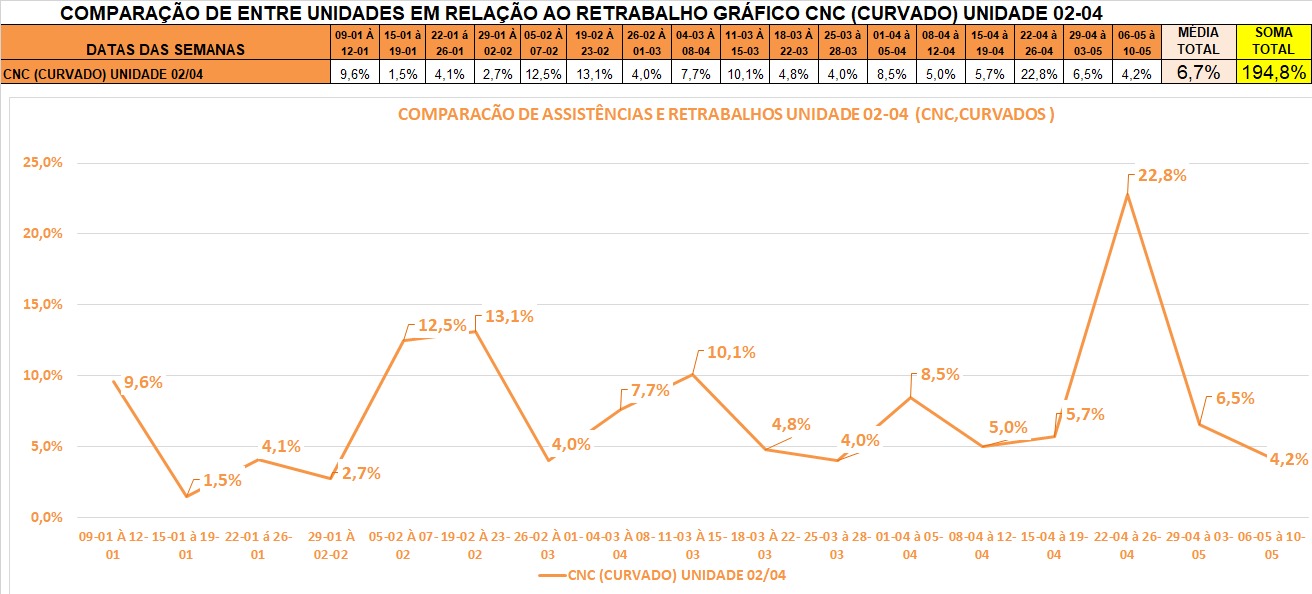 COMPARAÇÃO DE ENTRE UNIDADES EM RELAÇÃO AO RETRABALHO GRÁFICO CNC (CURVADO) UNIDADE 02-04
DATAS DAS SEMANAS 09-01 À 12-01 15-01 à 19-01 22-01 á 26-01 29-01 À 02-02 05-02 À 07-02 19-02 À 23-02 26-02 À 01-03 04-03 À 08-04 11-03 À 15-03 18-03 À 22-03 25-03 à 28-03 01-04 à 05-04 08-04 à 12-04 15-04 à 19-04 22-04 à 26-04 29-04 à 03-05 06-05 à 10-05 MÉDIA TOTAL SOMA TOTAL
CNC (CURVADO) UNIDADE 02/04 9,6% 1,5% 4,1% 2,7% 12,5% 13,1% 4,0% 7,7% 10,1% 4,8% 4,0% 8,5% 5,0% 5,7% 22,8% 6,5% 4,2% 6,7% 194,8%
COMPARACÃO DE ASSISTÊNCIAS E RETRABALHOS UNIDADE 02-04 (CNC,CURVADOS )
25,0%
20,0%
15,0%
10,0%
5,0%
0,0%
9,6%
1,5%
4,1%
2,7%
12,5%
13,1%
4,0%
7,7%
10,1%
4,8%
4,0%
8,5%
5,0%
5,7%
22,8%
6,5%
4,2%
09-01 À 12-01
15-01 à 19-01
22-01 á 26-01
29-01 À 02-02
05-02 À 07-02
19-02 À 23-02
26-02 À 01-03
04-03 À 08-04
11-03 À 15-03
18-03 À 22-03
25-03 à 28-03
01-04 à 05-04
08-04 à 12-04
15-04 à 19-04
22-04 à 26-04
29-04 à 03-05
06-05 à 10-05
CNC (CURVADO) UNIDADE 02/04